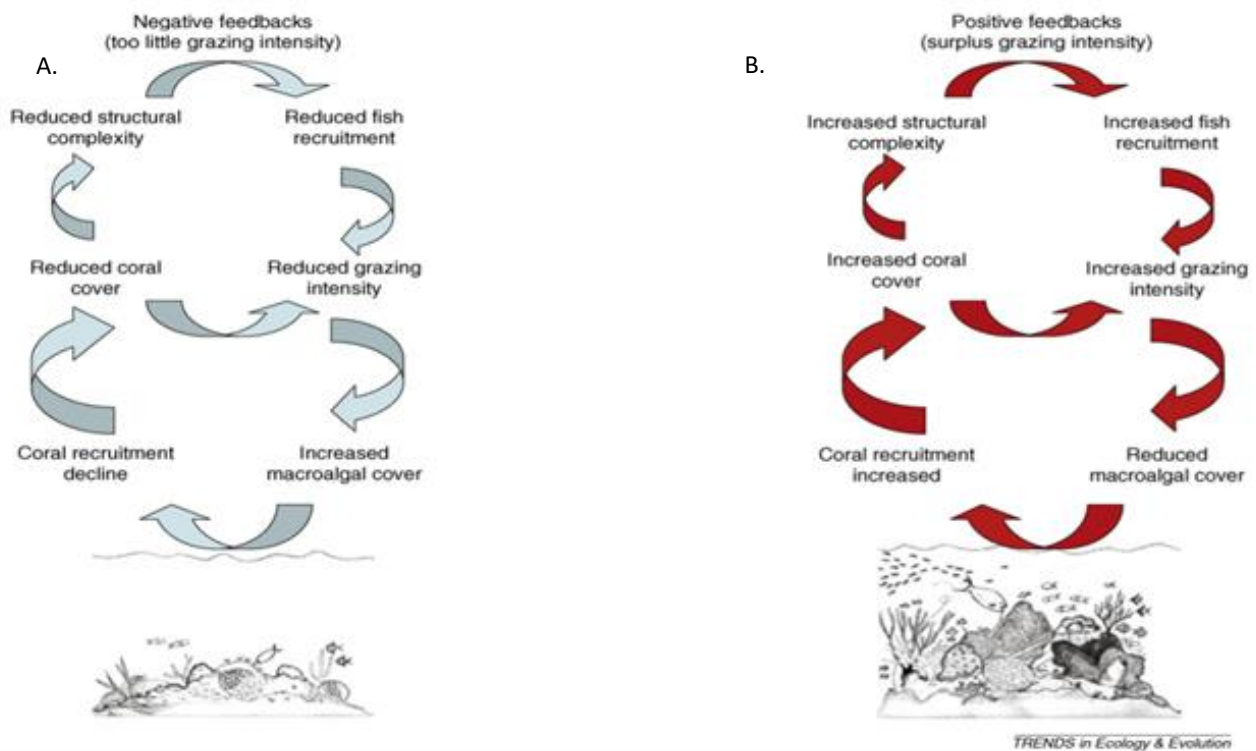 Negative feedbacks
(too little grazing intensity)
A.
Reduced structural
complexity
Reduced fish
recruitment
Reduced coral
cover
Reduced grazing
intensity
Coral recruitment
decline
Increased
macroalgal cover
Positive feedbacks
(surplus grazing intensity)
B.
Increased structural
complexity
Increased fish
recruitment
Increased coral
cover
Increased grazing
intensity
Coral recruitment
increased
Reduced
macroalgal cover
TRENDS in Ecology & Evolution